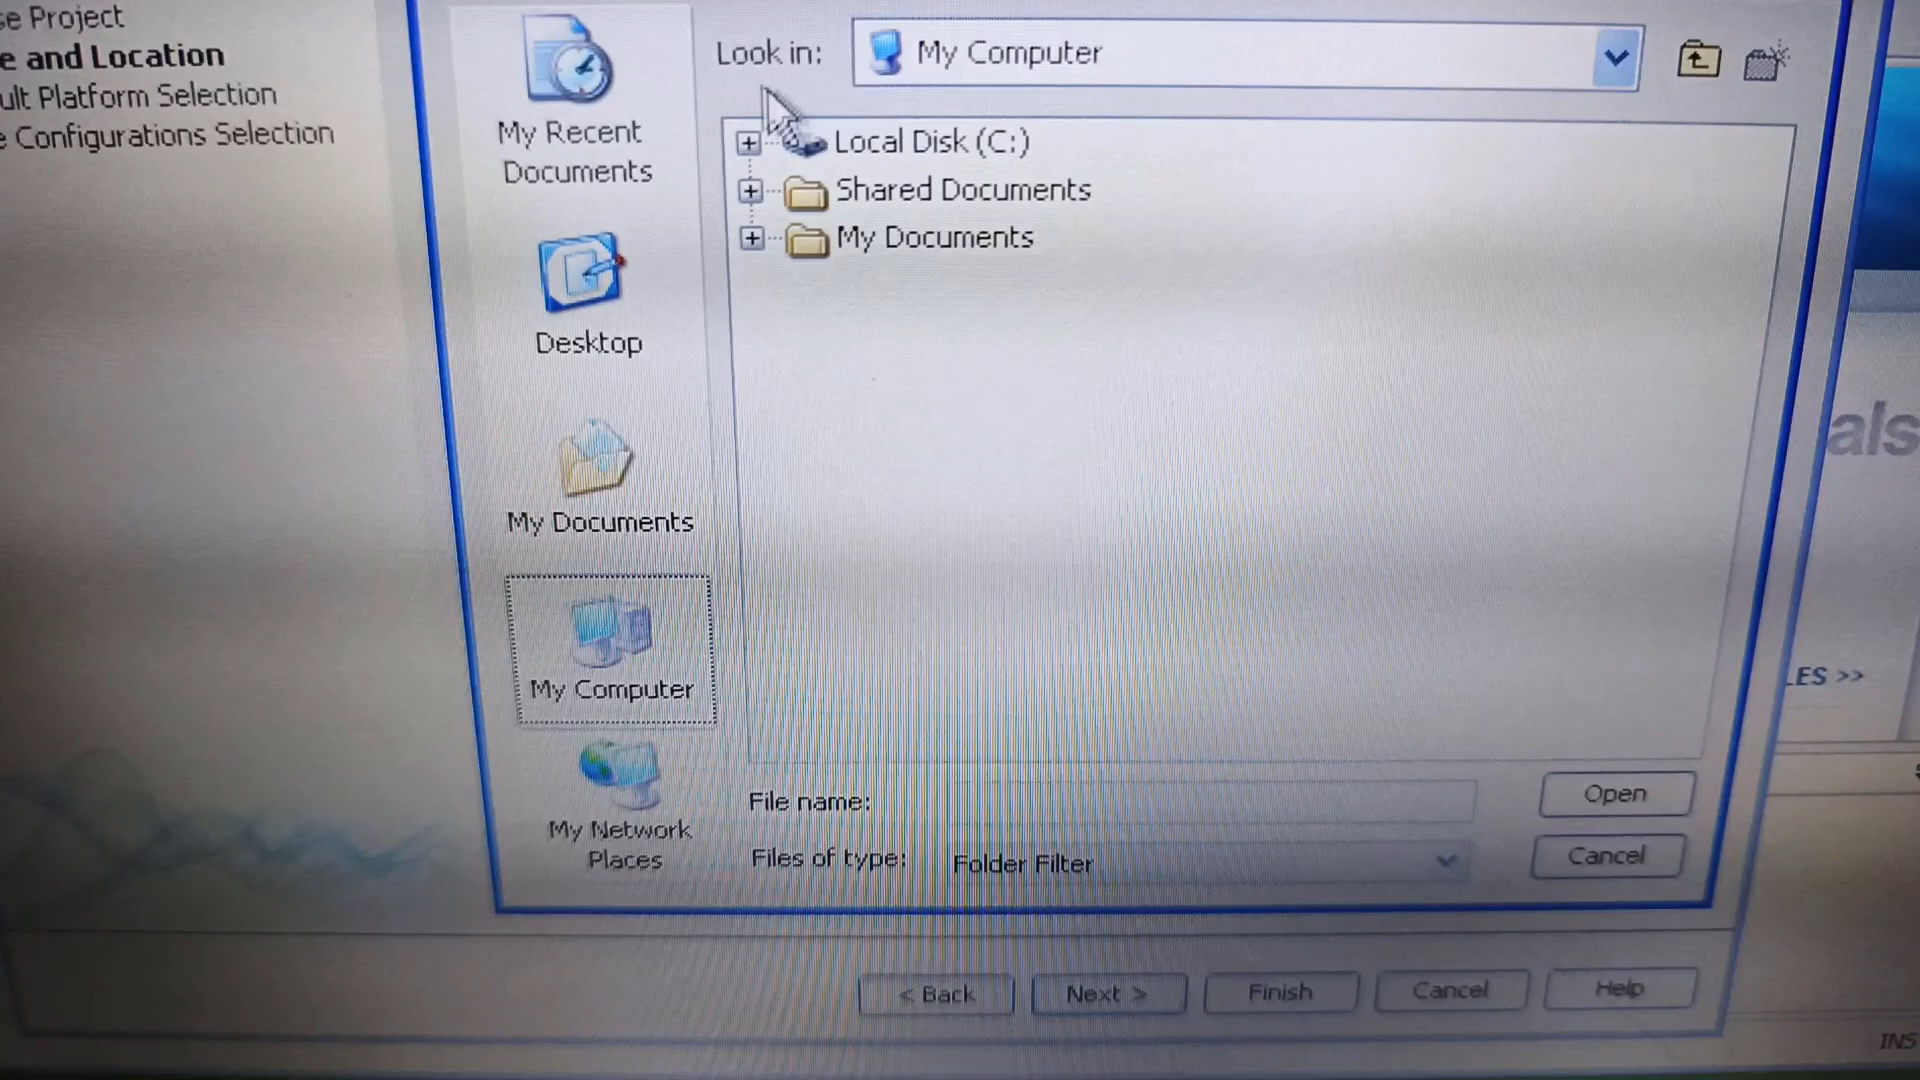 se Project
e and Location
ult Platform Selection
e Configurations Selection
My Recent
Documents
Desktop
My Documents
My Computer
My Network
Places
Look in:
My Computer
Local Disk (C:)
Shared Documents
My Documents
File name:
Open
Files of type:
Folder Filter
Cancel
< Back
Next >
Finish
Cancel
Help
als
LES >>
INS